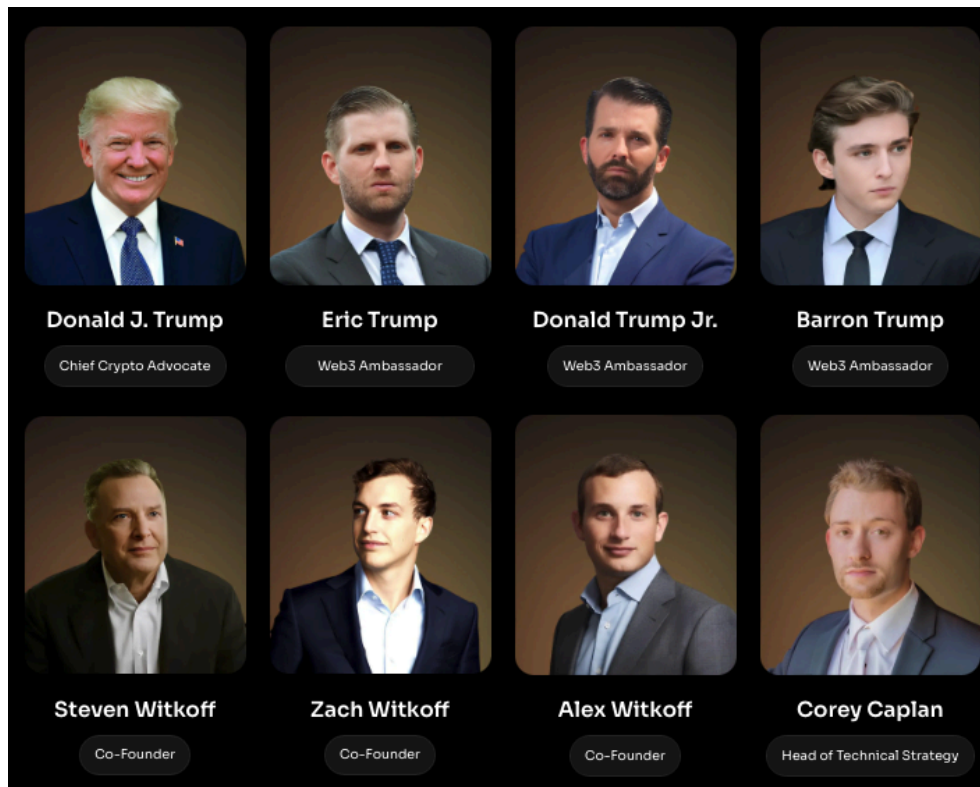 Donald J. Trump
Eric Trump
Donald Trump Jr.
Barron Trump
Chief Crypto Advocate
Web3 Ambassador
Web3 Ambassador
Web3 Ambassador
Steven Witkoff
Zach Witkoff
Alex Witkoff
Corey Caplan
Co-Founder
Co-Founder
Co-Founder
Head of Technical Strategy